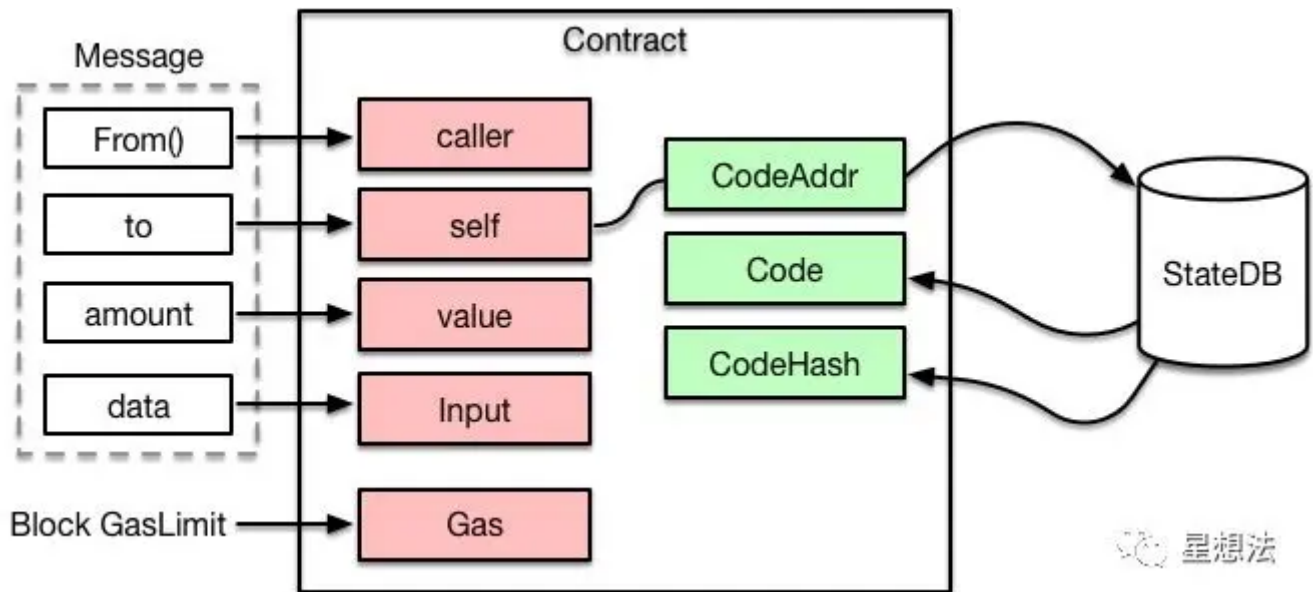 Contract
Message
From()
caller
CodeAddr
to
self
Code
StateDB
amount
value
CodeHash
data
Input
Block GasLimit
Gas
星想法